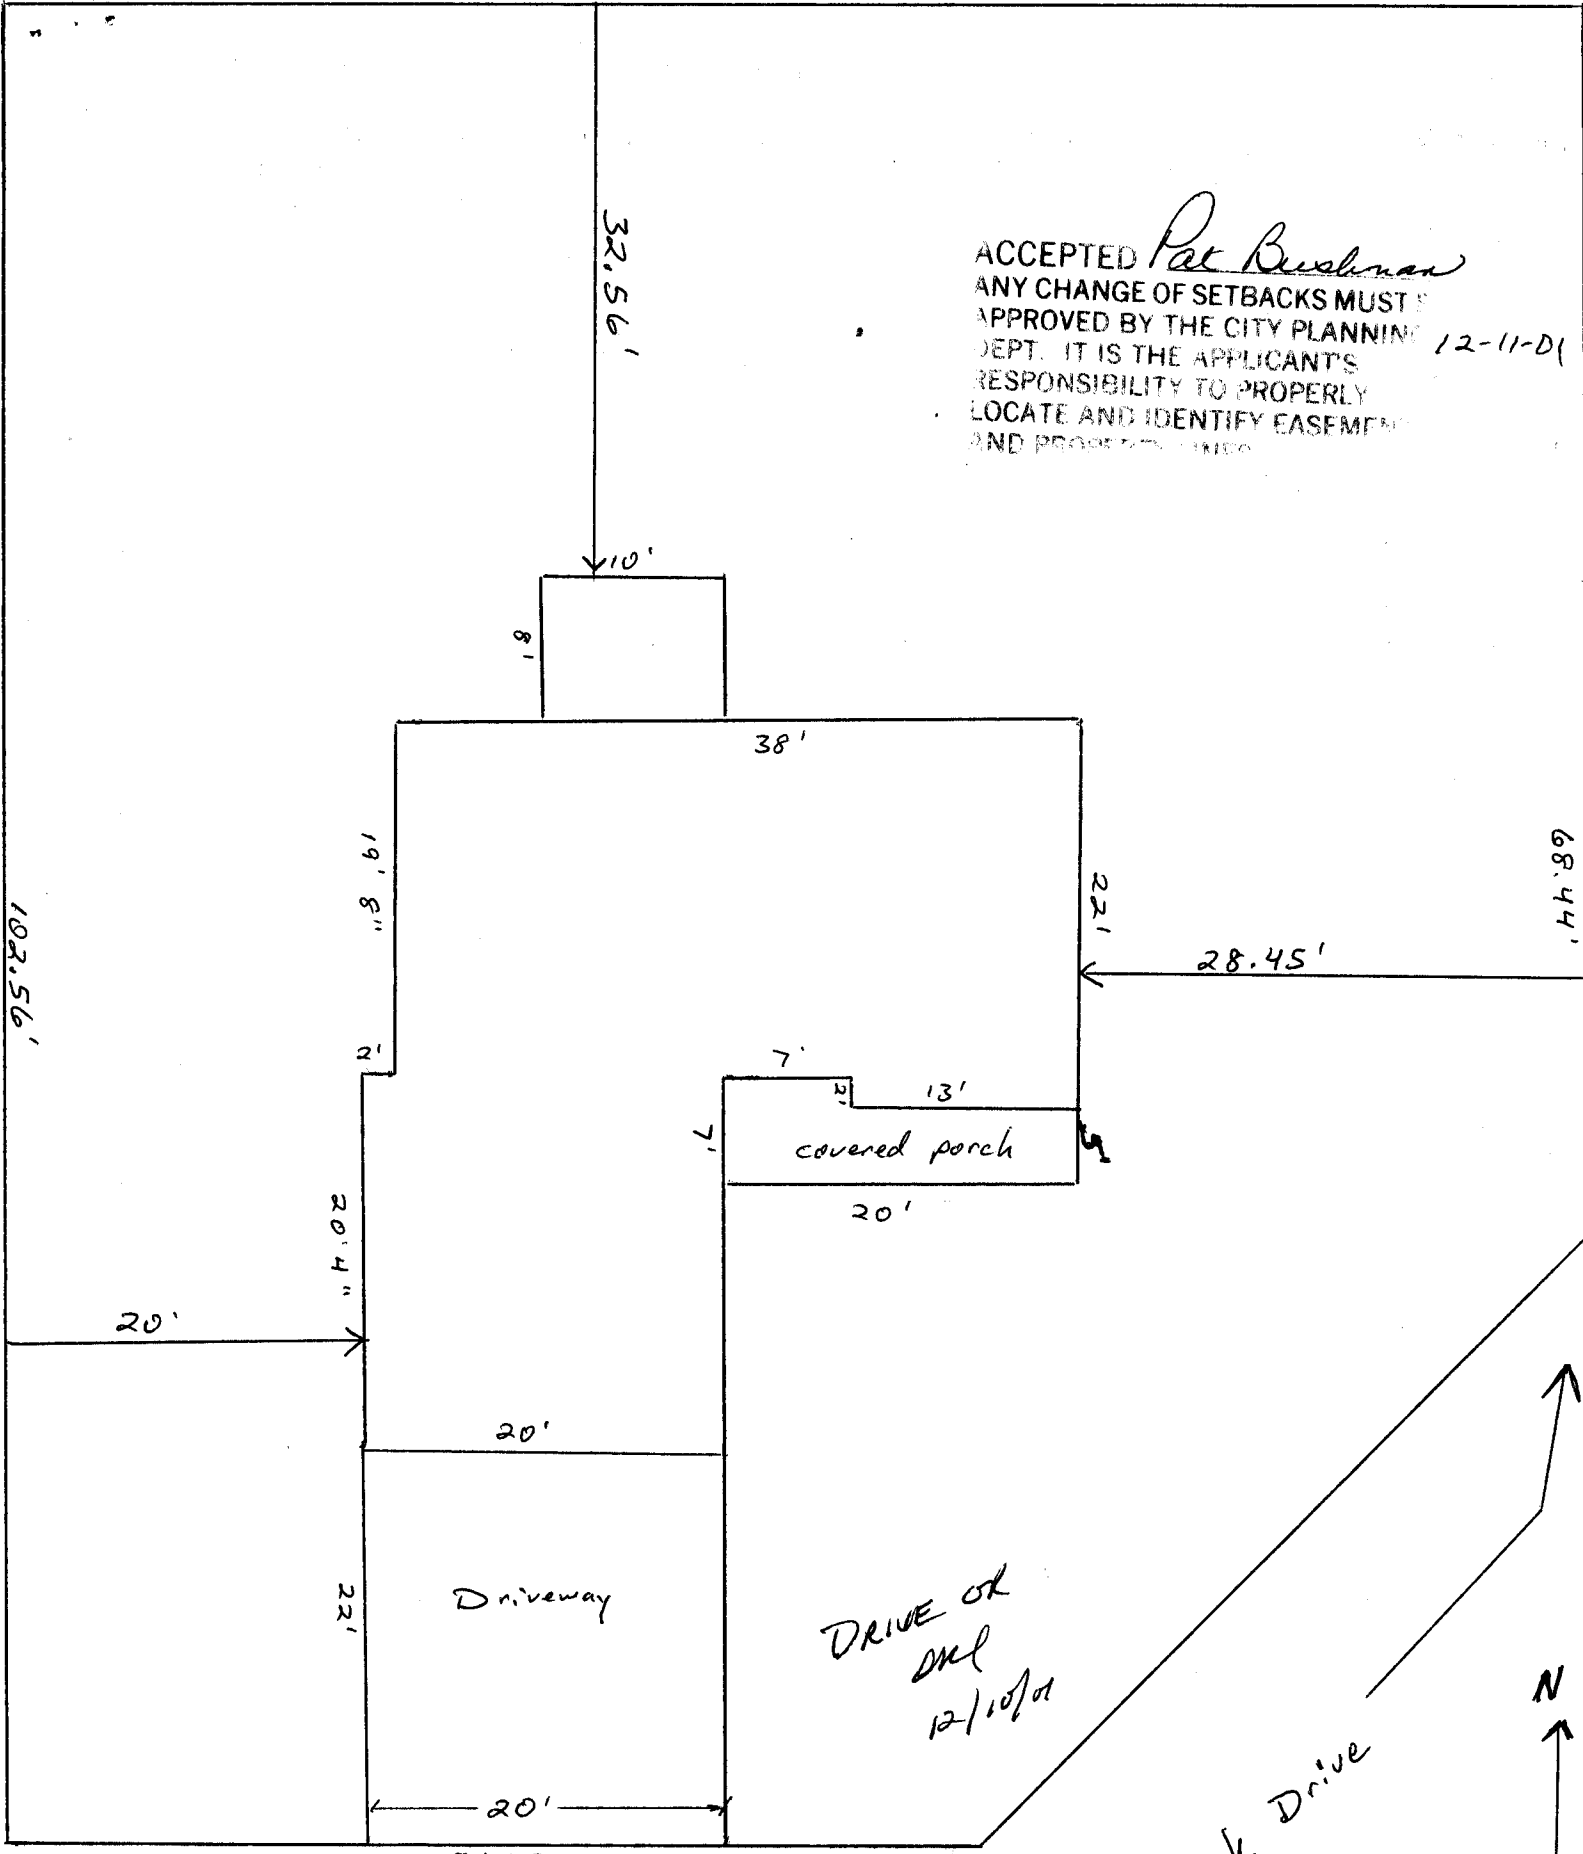 32.56'
ACCEPTED Pat Bushman
ANY CHANGE OF SETBACKS MUST
APPROVED BY THE CITY PLANNING
12-11-01
DEPT. IT IS THE APPLICANT'S
RESPONSIBILITY TO PROPERLY
LOCATE AND IDENTIFY EASEMEN
AND
10'
8'
38'
19' 8"
22'
68.44'
28.45'
102.56'
2'
7'
2'
13'
7'
covered porch
20'
20' 4"
20'
20'
22'
Driveway
DRIVE OK
12/10/01
20'
Drive
N